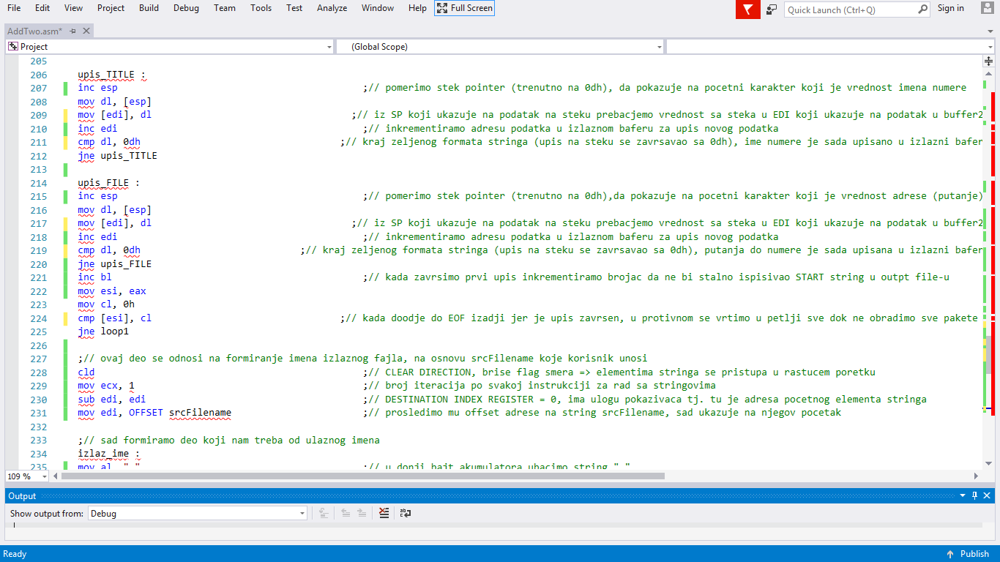 File Edit View Project Build Debug Team Tools Test Analyze Window Help Full Screen Quick Launch (Ctrl+Q) Sign in
AddTwo.asm*
Project (Global Scope)
205
206 upis_TITLE :
207 inc esp ;// pomerimo stek pointer (trenutno na 0dh), da pokazuje na pocetni karakter koji je vrednost imena numere
208 mov dl, [esp]
209 mov [edi], dl ;// iz SP koji ukazuje na podatak na steku prebacjemo vrednost sa steka u EDI koji ukazuje na podatak u buffer2
210 inc edi ;// inkrementiramo adresu podatka u izlaznom baferu za upis novog podatka
211 cmp dl, 0dh ;// kraj zeljenog formata stringa (upis na steku se zavrsavao sa 0dh), ime numere je sada upisano u izlazni bafer
212 jne upis_TITLE
213
214 upis_FILE :
215 inc esp ;// pomerimo stek pointer (trenutno na 0dh),da pokazuje na pocetni karakter koji je vrednost adrese (putanje)
216 mov dl, [esp]
217 mov [edi], dl ;// iz SP koji ukazuje na podatak na steku prebacjemo vrednost sa steka u EDI koji ukazuje na podatak u buffer2
218 inc edi ;// inkrementiramo adresu podatka u izlaznom baferu za upis novog podatka
219 cmp dl, 0dh ;// kraj zeljenog formata stringa (upis na steku se zavrsavao sa 0dh), putanja do numere je sada upisana u izlazni bafer
220 jne upis_FILE
221 inc bl ;// kada zavrsimo prvi upis inkrementiramo brojac da ne bi stalno ispisivao START string u outpt file-u
222 mov esi, eax
223 mov cl, 0h
224 cmp [esi], cl ;// kada doodje do EOF izadji jer je upis zavrsen, u protivnom se vrtimo u petlji sve dok ne obradimo sve pakete
225 jne loop1
226
227 ;// ovaj deo se odnosi na formiranje imena izlaznog fajla, na osnovu srcFilename koje korisnik unosi
228 cld ;// CLEAR DIRECTION, brise flag smera => elementima stringa se pristupa u rastucem poretku
229 mov ecx, 1 ;// broj iteracija po svakoj instrukciji za rad sa stringovima
230 sub edi, edi ;// DESTINATION INDEX REGISTER = 0, ima ulogu pokazivaca tj. tu je adresa pocetnog elementa stringa
231 mov edi, OFFSET srcFilename ;// prosledimo mu offset adrese na string srcFilename, sad ukazuje na njegov pocetak
232
233 ;// sad formiramo deo koji nam treba od ulaznog imena
234 izlaz_ime :
235 mov al, " " ;// u donji bajt akumulatora ubacimo string " "
109 %
Output
Show output from: Debug
Ready Publish